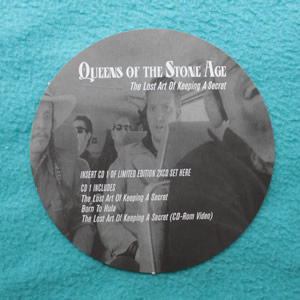 QUEENS OF THE STONE AGE
The Lost Art Of Keeping A Secret
INSERT CD 1 OF LIMITED EDITION 2XCD SET HERE
CD 1 INCLUDES
The Lost Art Of Keeping A Secret
Born To Hula
The Lost Art Of Keeping A Secret (CD-Rom Video)